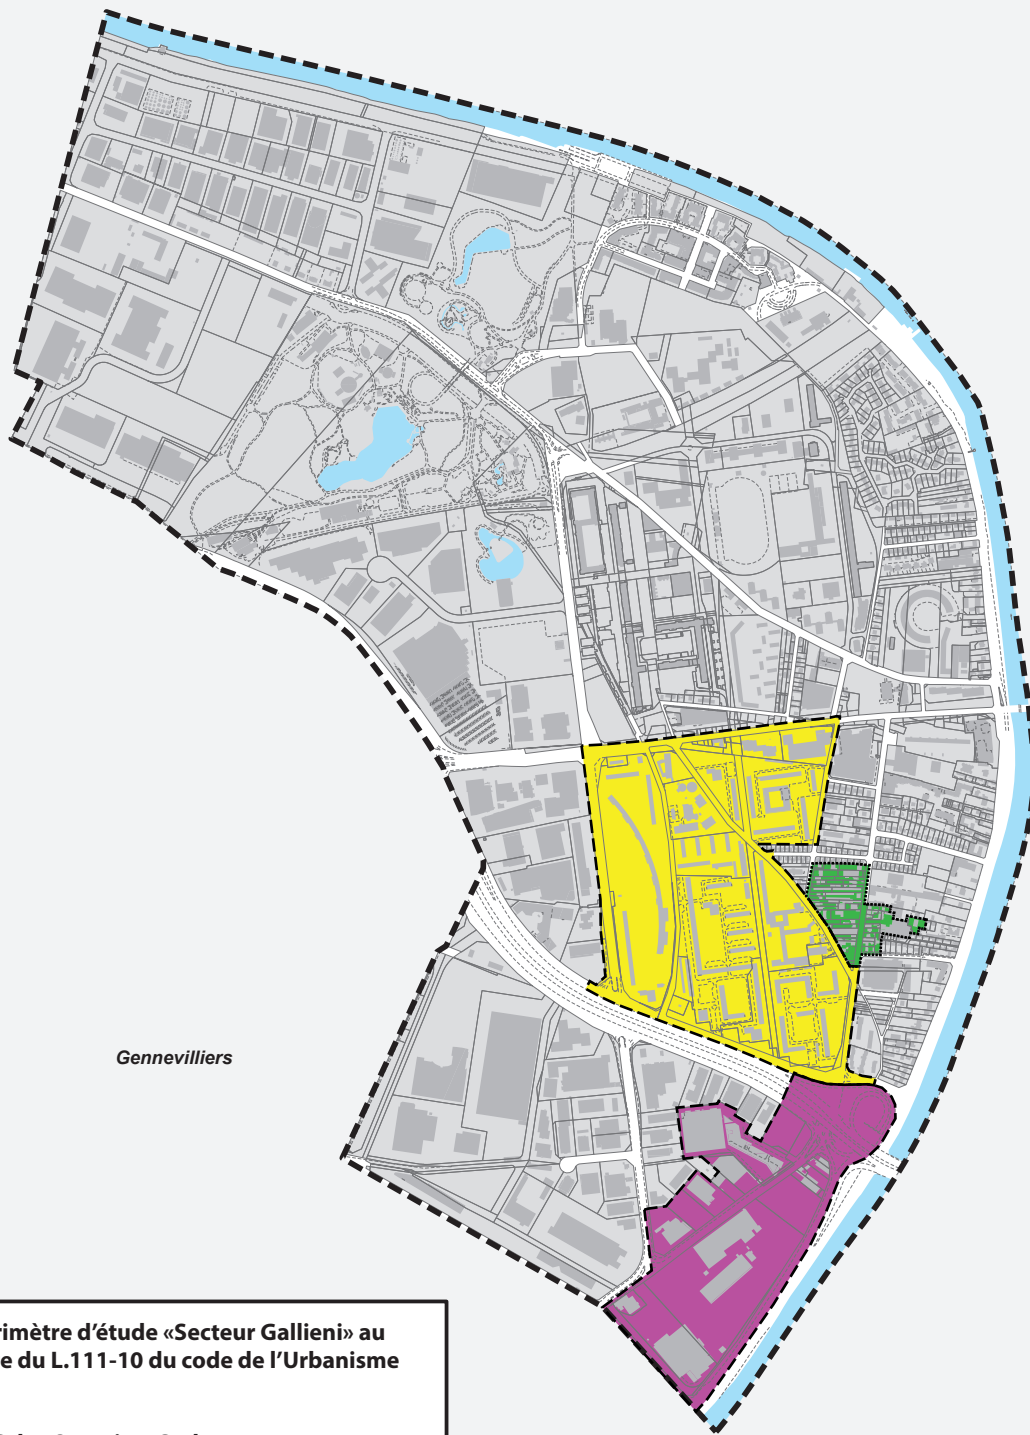 Gennevilliers
rimètre d'étude «Secteur Gallieni» au
e du L.111-10 du code de l'Urbanisme